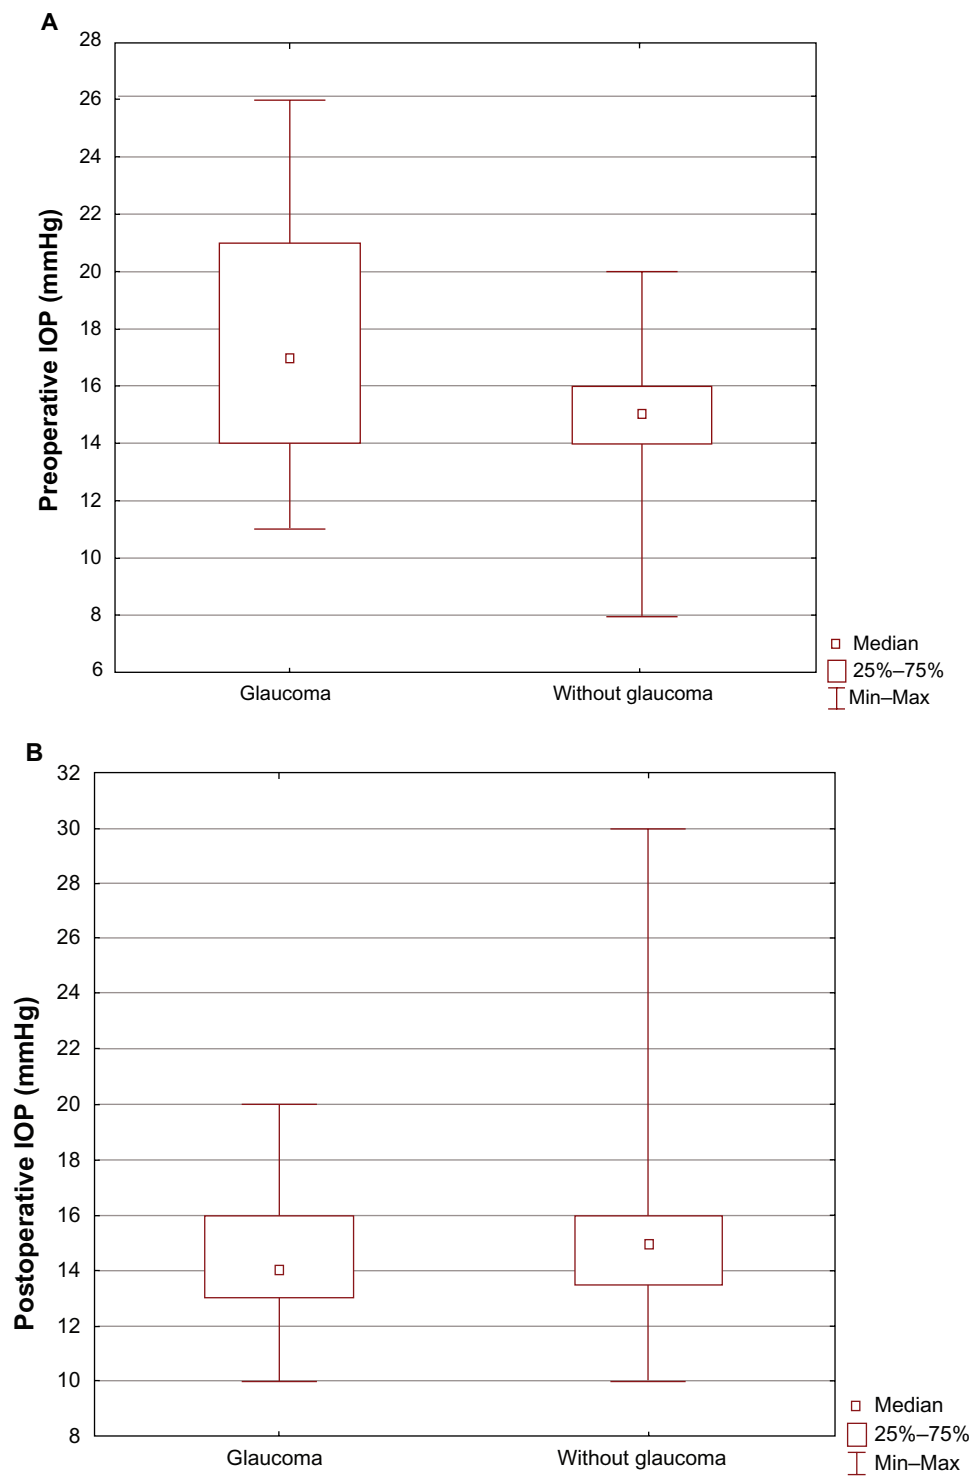 A
28
26
24
22
20
18
16
14
12
10
8
6
Preoperative IOP (mmHg)
Glaucoma Without glaucoma
Median
25%–75%
Min–Max
B
32
30
28
26
24
22
20
18
16
14
12
10
8
Postoperative IOP (mmHg)
Glaucoma Without glaucoma
Median
25%–75%
Min–Max